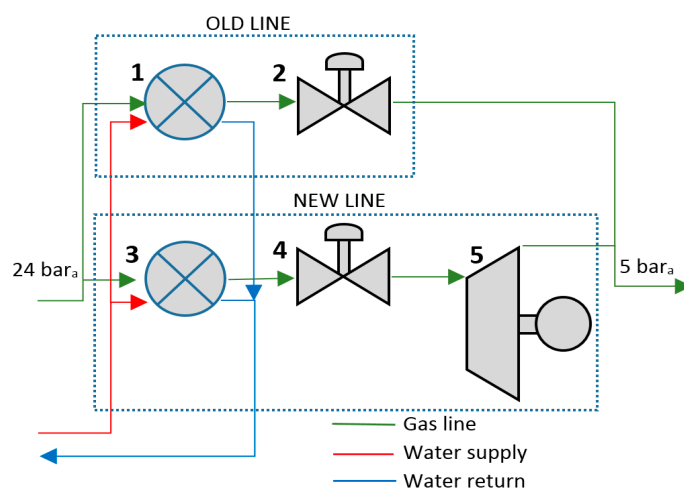 OLD LINE
1
2
NEW LINE
3
4
5
24 barₐ
5 barₐ
Gas line
Water supply
Water return